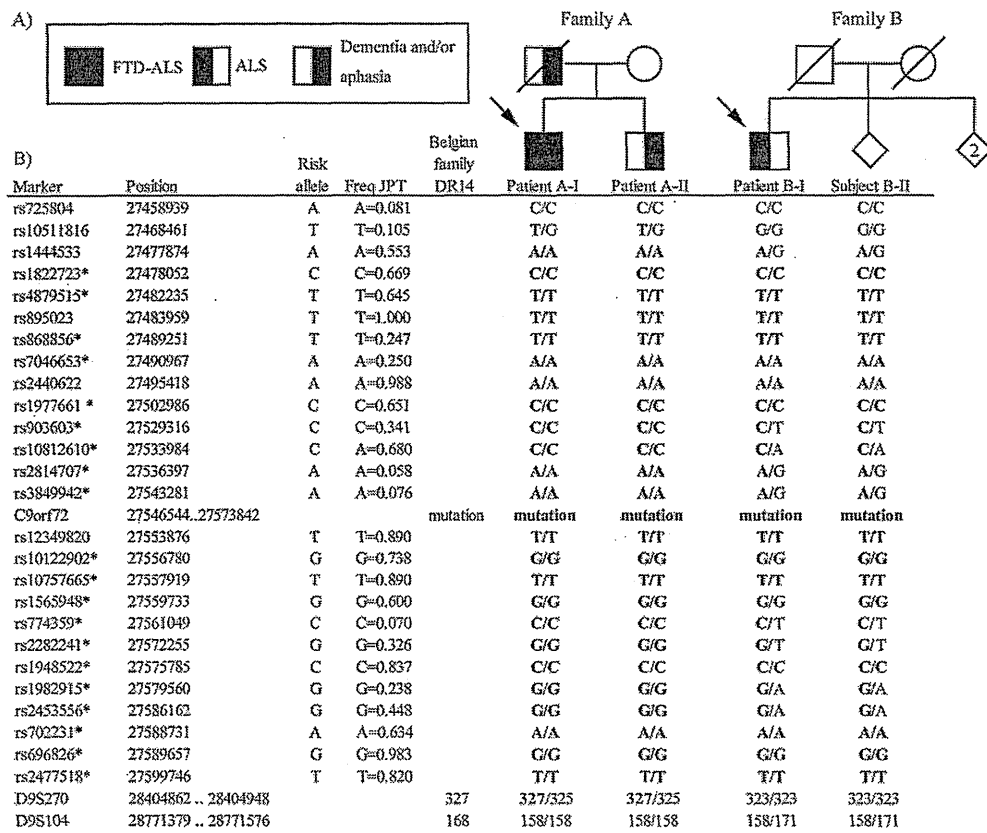 A)
Family A
Family B
FTD-ALS
ALS
Dementia and/or
aphasia
2
B)
Marker Position Risk allele Freq JPT Belgian family DR14 Patient A-I Patient A-II Patient B-I Subject B-II
rs725804 27458939 A A=0.081 C/C C/C C/C C/C
rs10511816 27468461 T T=0.105 T/G T/G G/G G/G
rs1444533 27477874 A A=0.553 A/A A/A A/G A/G
rs1822723* 27478052 C C=0.669 C/C C/C C/C C/C
rs4879515* 27482235 T T=0.645 T/T T/T T/T T/T
rs895023 27483959 T T=1.000 T/T T/T T/T T/T
rs868856* 27489251 T T=0.247 T/T T/T T/T T/T
rs7046653* 27490967 A A=0.250 A/A A/A A/A A/A
rs2440622 27495418 A A=0.988 A/A A/A A/A A/A
rs1977661 * 27502986 C C=0.651 C/C C/C C/C C/C
rs903603* 27529316 C C=0.341 C/C C/C C/T C/T
rs10812610* 27533984 C A=0.680 C/C C/C C/A C/A
rs2814707* 27536397 A A=0.058 A/A A/A A/G A/G
rs3849942* 27543281 A A=0.076 A/A A/A A/G A/G
C9orf72 27546544..27573842 mutation mutation mutation mutation mutation
rs12349820 27553876 T T=0.890 T/T T/T T/T T/T
rs10122902* 27556780 G G=0.738 G/G G/G G/G G/G
rs10757665* 27557919 T T=0.890 T/T T/T T/T T/T
rs1565948* 27559733 G G=0.600 G/G G/G G/G G/G
rs774359* 27561049 C C=0.070 C/C C/C C/T C/T
rs2282241* 27572255 G G=0.326 G/G G/G G/T G/T
rs1948522* 27575785 C C=0.837 C/C C/C C/C C/C
rs1982915* 27579560 G G=0.238 G/G G/G G/A G/A
rs2453556* 27586162 G G=0.448 G/G G/G G/A G/A
rs702231* 27588731 A A=0.634 A/A A/A A/A A/A
rs696826* 27589657 G G=0.983 G/G G/G G/G G/G
rs2477518* 27599746 T T=0.820 T/T T/T T/T T/T
D9S270 28404862 .. 28404948 327 327/325 327/325 323/323 323/323
D9S104 28771379 .. 28771576 168 158/158 158/158 158/171 158/171